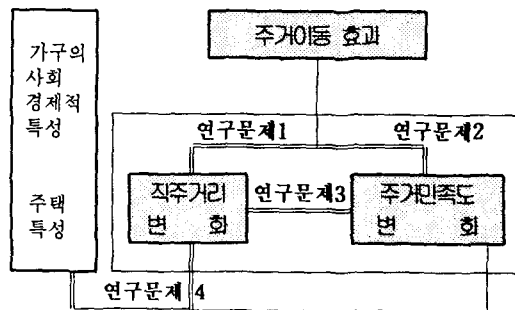 주거이동 효과
가구의
사회
경제적
특성
주택
특성
연구문제1
연구문제2
직주거리
변 화
연구문제3
주거만족도
변 화
연구문제 4